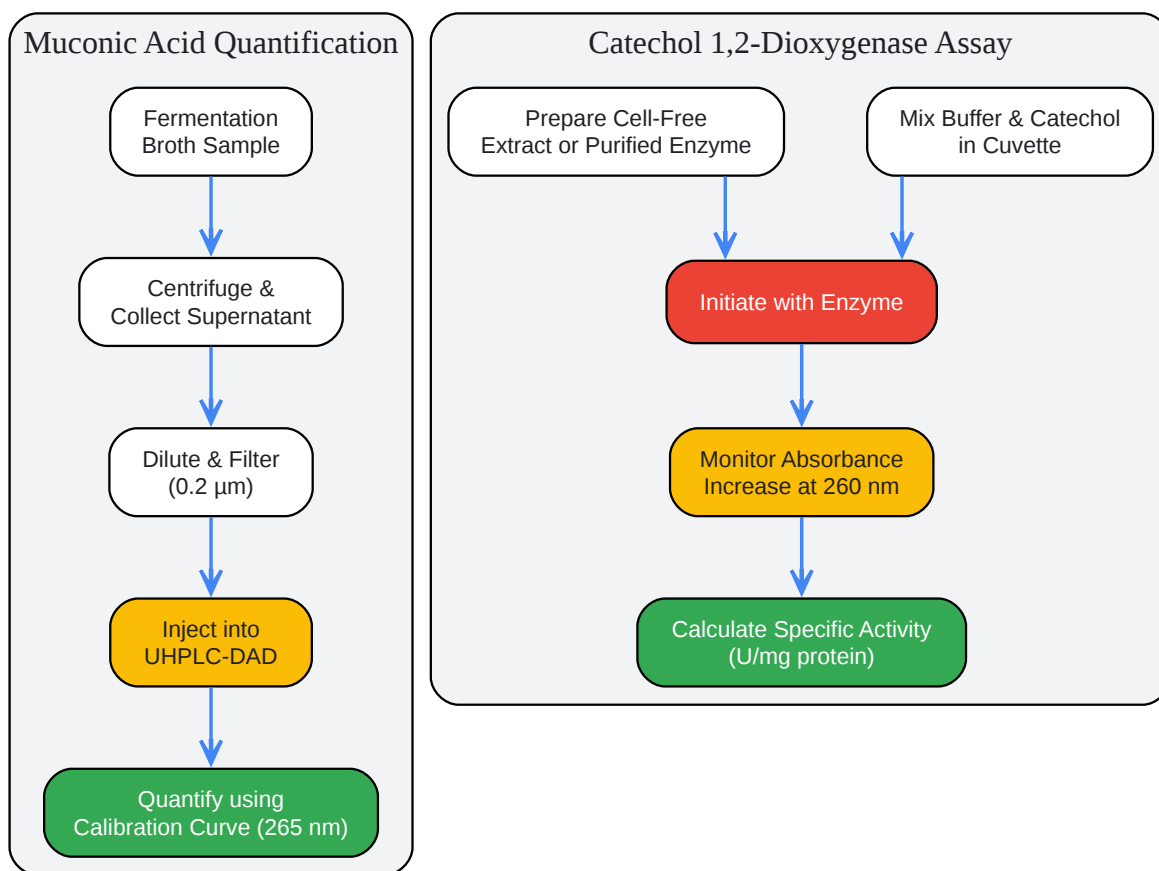 Muconic Acid Quantification
Fermentation
Broth Sample
Centrifuge &
Collect Supernatant
Dilute & Filter
(0.2 µm)
Inject into
UHPLC-DAD
Quantify using
Calibration Curve (265 nm)
Catechol 1,2-Dioxygenase Assay
Prepare Cell-Free
Extract or Purified Enzyme
Mix Buffer & Catechol
in Cuvette
Initiate with Enzyme
Monitor Absorbance
Increase at 260 nm
Calculate Specific Activity
(U/mg protein)